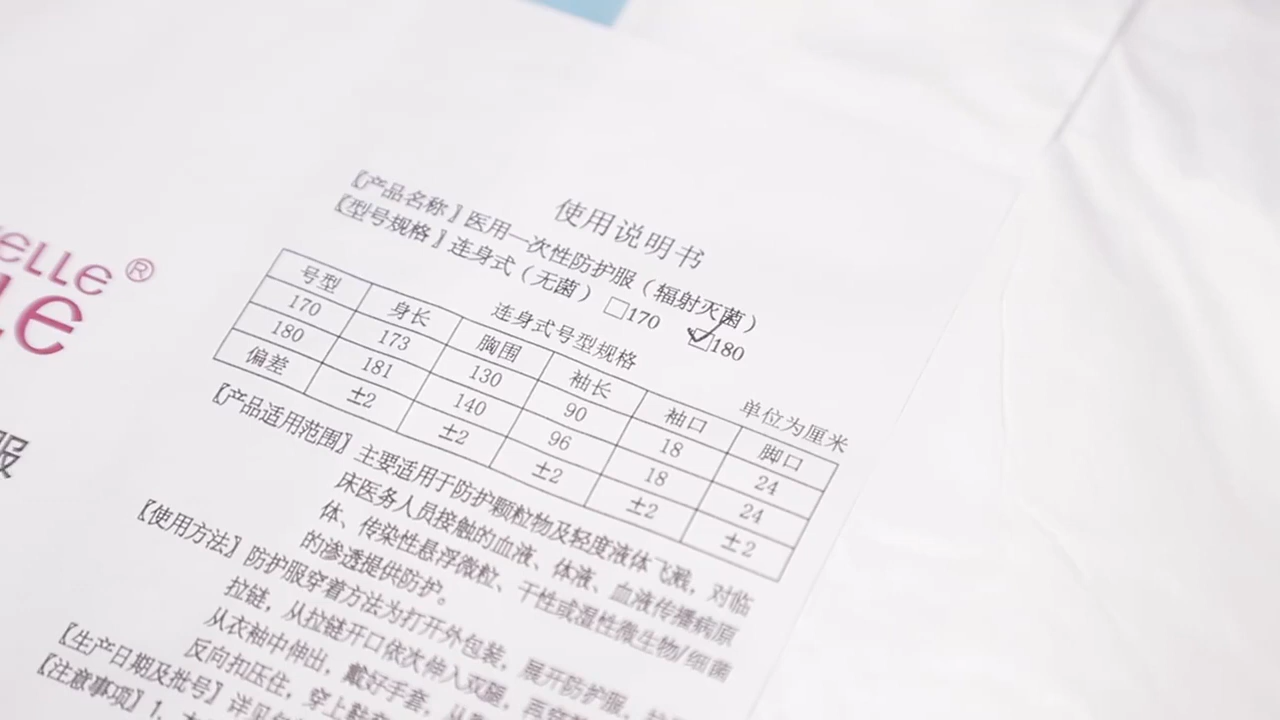 ELLE®
LLe
服
使用说明书
【产品名称】医用一次性防护服（辐射灭菌）
【型号规格】连身式（无菌）□170 ☑180
连身式号型规格 单位为厘米
号型 身长 胸围 袖长 袖口 脚口
170 173 130 90 18 24
180 181 140 96 18 24
偏差 ±2 ±2 ±2 ±2 ±2
【产品适用范围】主要适用于防护颗粒物及轻度液体飞溅，对临
床医务人员接触的血液、体液、血液传播病原
体、传染性悬浮微粒、干性或湿性微生物/细菌
的渗透提供防护。
【使用方法】防护服穿着方法为打开外包装，展开防护服，
拉链，从拉链开口依次伸入双腿，再
从衣袖中伸出，戴好手套，从
反向扣压住，穿上鞋
【生产日期及批号】详见
【注意事项】1、